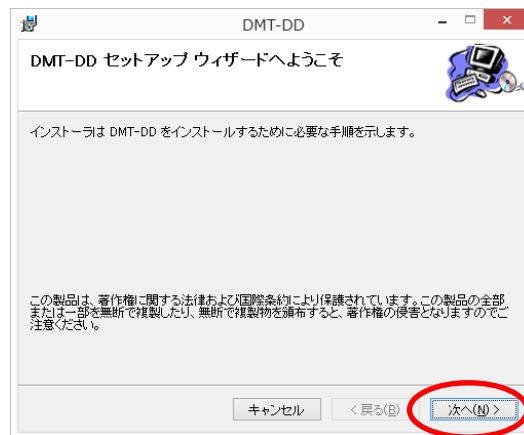 DMT-DD
DMT-DD セットアップ ウィザードへようこそ
インストーラは DMT-DD をインストールするために必要な手順を示します。
この製品は、著作権に関する法律および国際条約により保護されています。この製品の全部
または一部を無断で複製したり、無断で複製物を頒布すると、著作権の侵害となりますのでご
注意ください。
キャンセル
< 戻る(B)
次へ(N) >